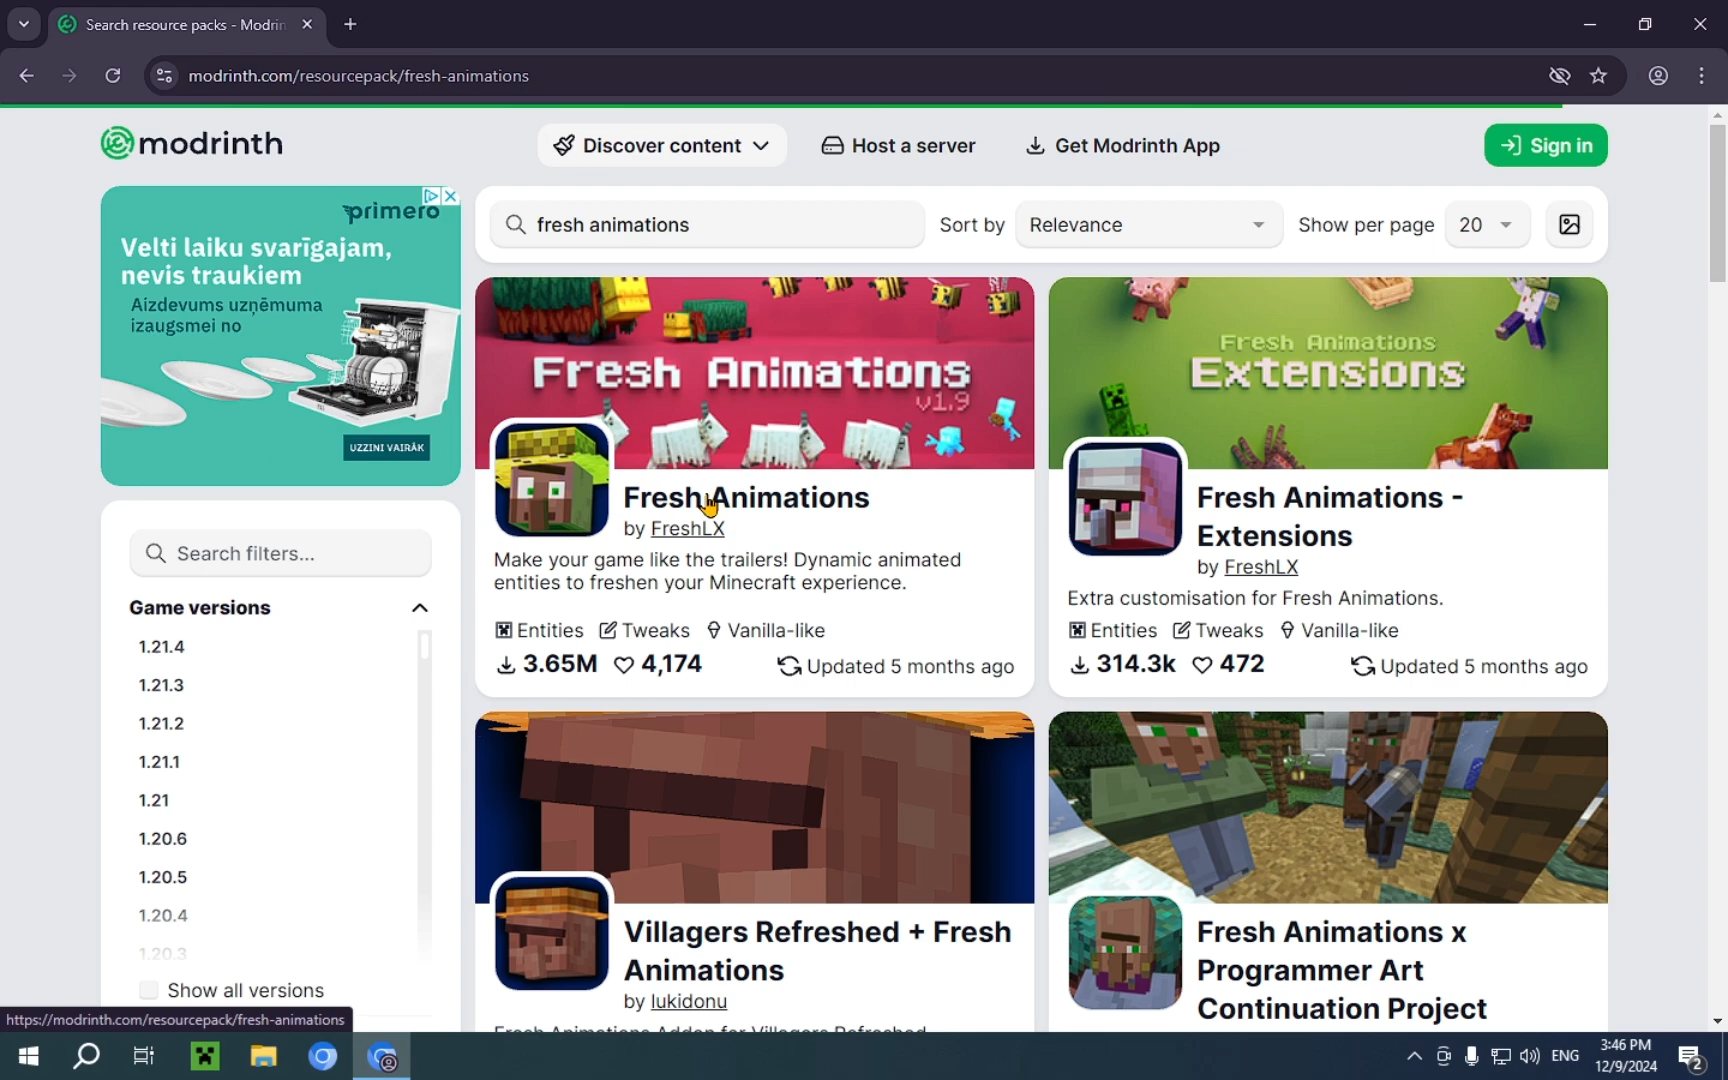 Search resource packs - Modrin
modrinth.com/resourcepack/fresh-animations
modrinth
Discover content
Host a server
Get Modrinth App
Sign in
primero
Velti laiku svarīgajam,
nevis traukiem
Aizdevums uzņēmuma
izaugsmei no
UZZINI VAIRĀK
fresh animations
Sort by
Relevance
Show per page
20
Fresh Animations
v1.9
Fresh Animations
by FreshLX
Make your game like the trailers! Dynamic animated
entities to freshen your Minecraft experience.
Entities Tweaks Vanilla-like
3.65M 4,174 Updated 5 months ago
Fresh Animations
Extensions
Fresh Animations -
Extensions
by FreshLX
Extra customisation for Fresh Animations.
Entities Tweaks Vanilla-like
314.3k 472 Updated 5 months ago
Search filters...
Game versions
1.21.4
1.21.3
1.21.2
1.21.1
1.21
1.20.6
1.20.5
1.20.4
1.20.3
Show all versions
Villagers Refreshed + Fresh
Animations
by lukidonu
Fresh Animations Addon for Villagers Refreshed
Fresh Animations x
Programmer Art
Continuation Project
https://modrinth.com/resourcepack/fresh-animations
ENG
3:46 PM
12/9/2024
2